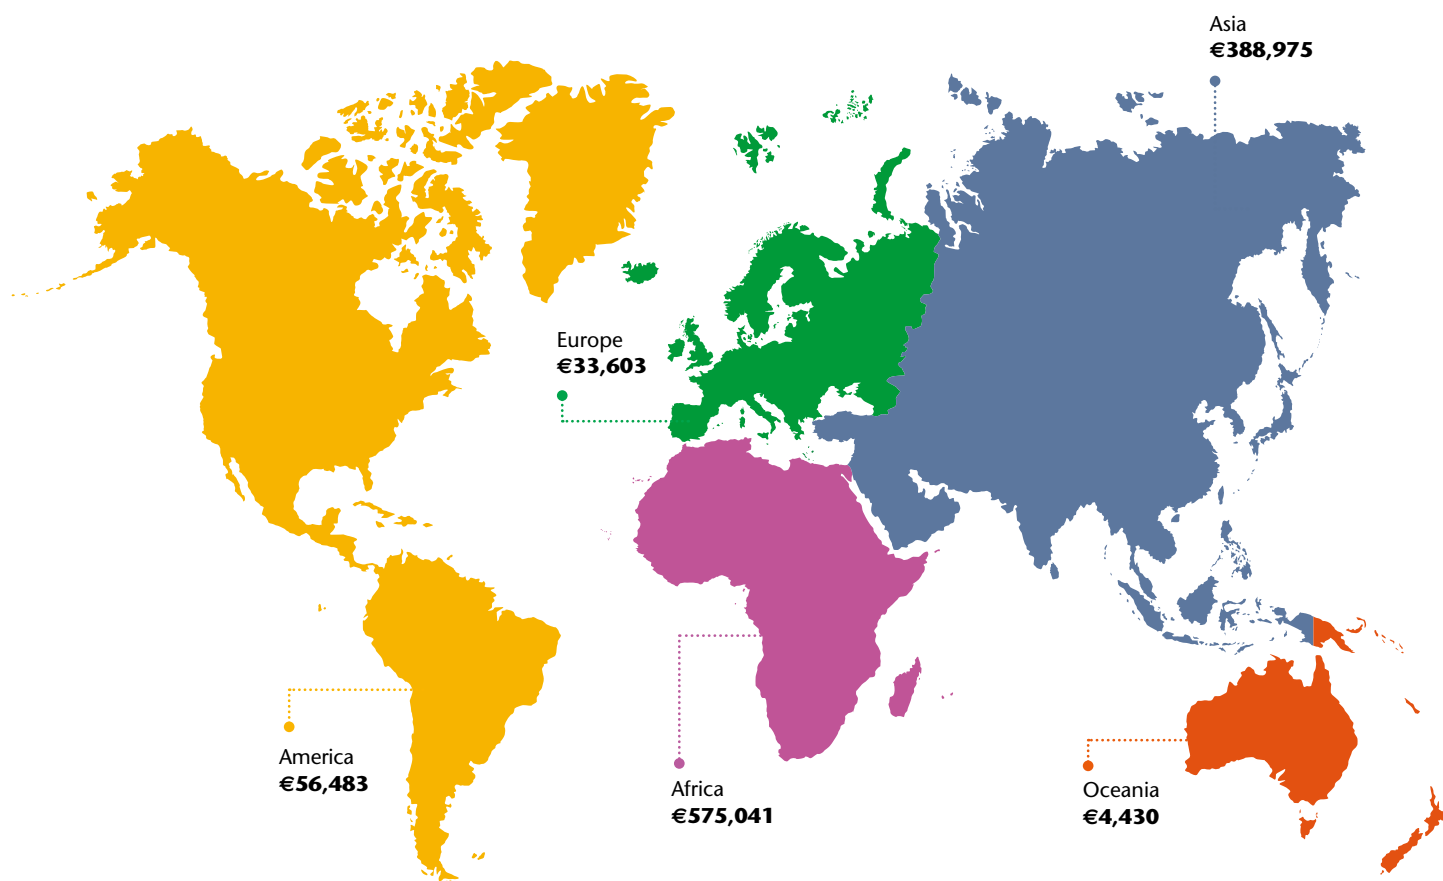 Asia
€388,975
Europe
€33,603
America
€56,483
Africa
€575,041
Oceania
€4,430